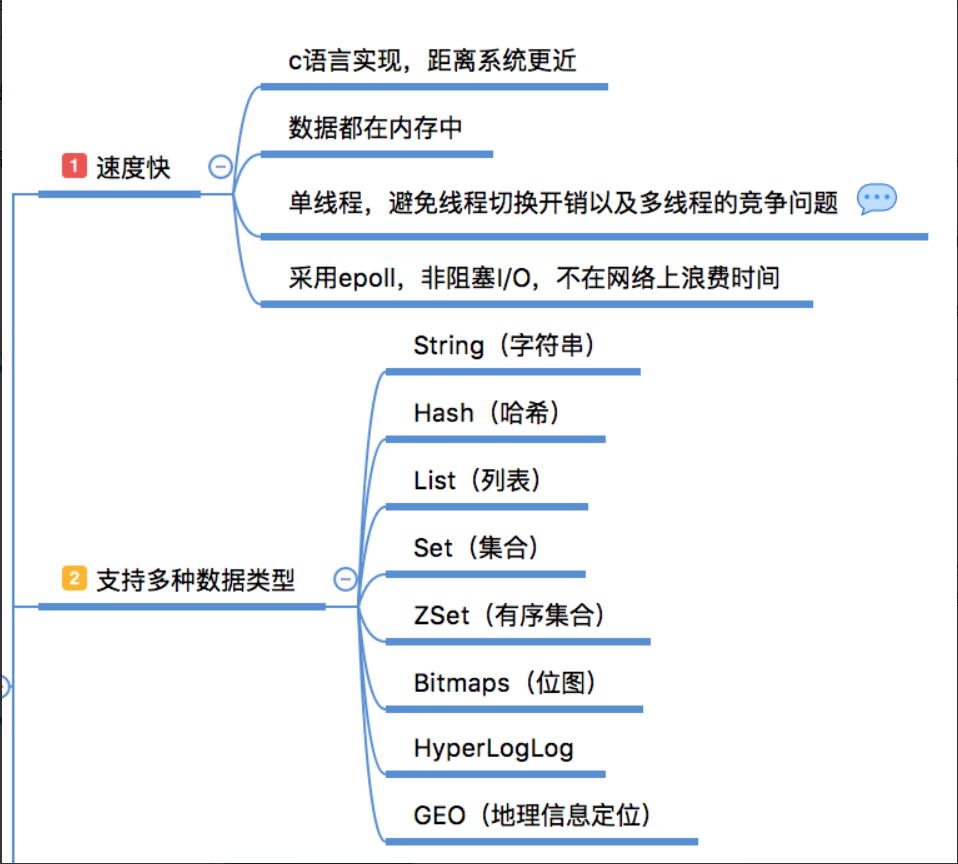 c语言实现，距离系统更近
数据都在内存中
1 速度快
单线程，避免线程切换开销以及多线程的竞争问题
采用epoll，非阻塞I/O，不在网络上浪费时间
String（字符串）
Hash（哈希）
List（列表）
Set（集合）
2 支持多种数据类型
ZSet（有序集合）
Bitmaps（位图）
HyperLogLog
GEO（地理信息定位）